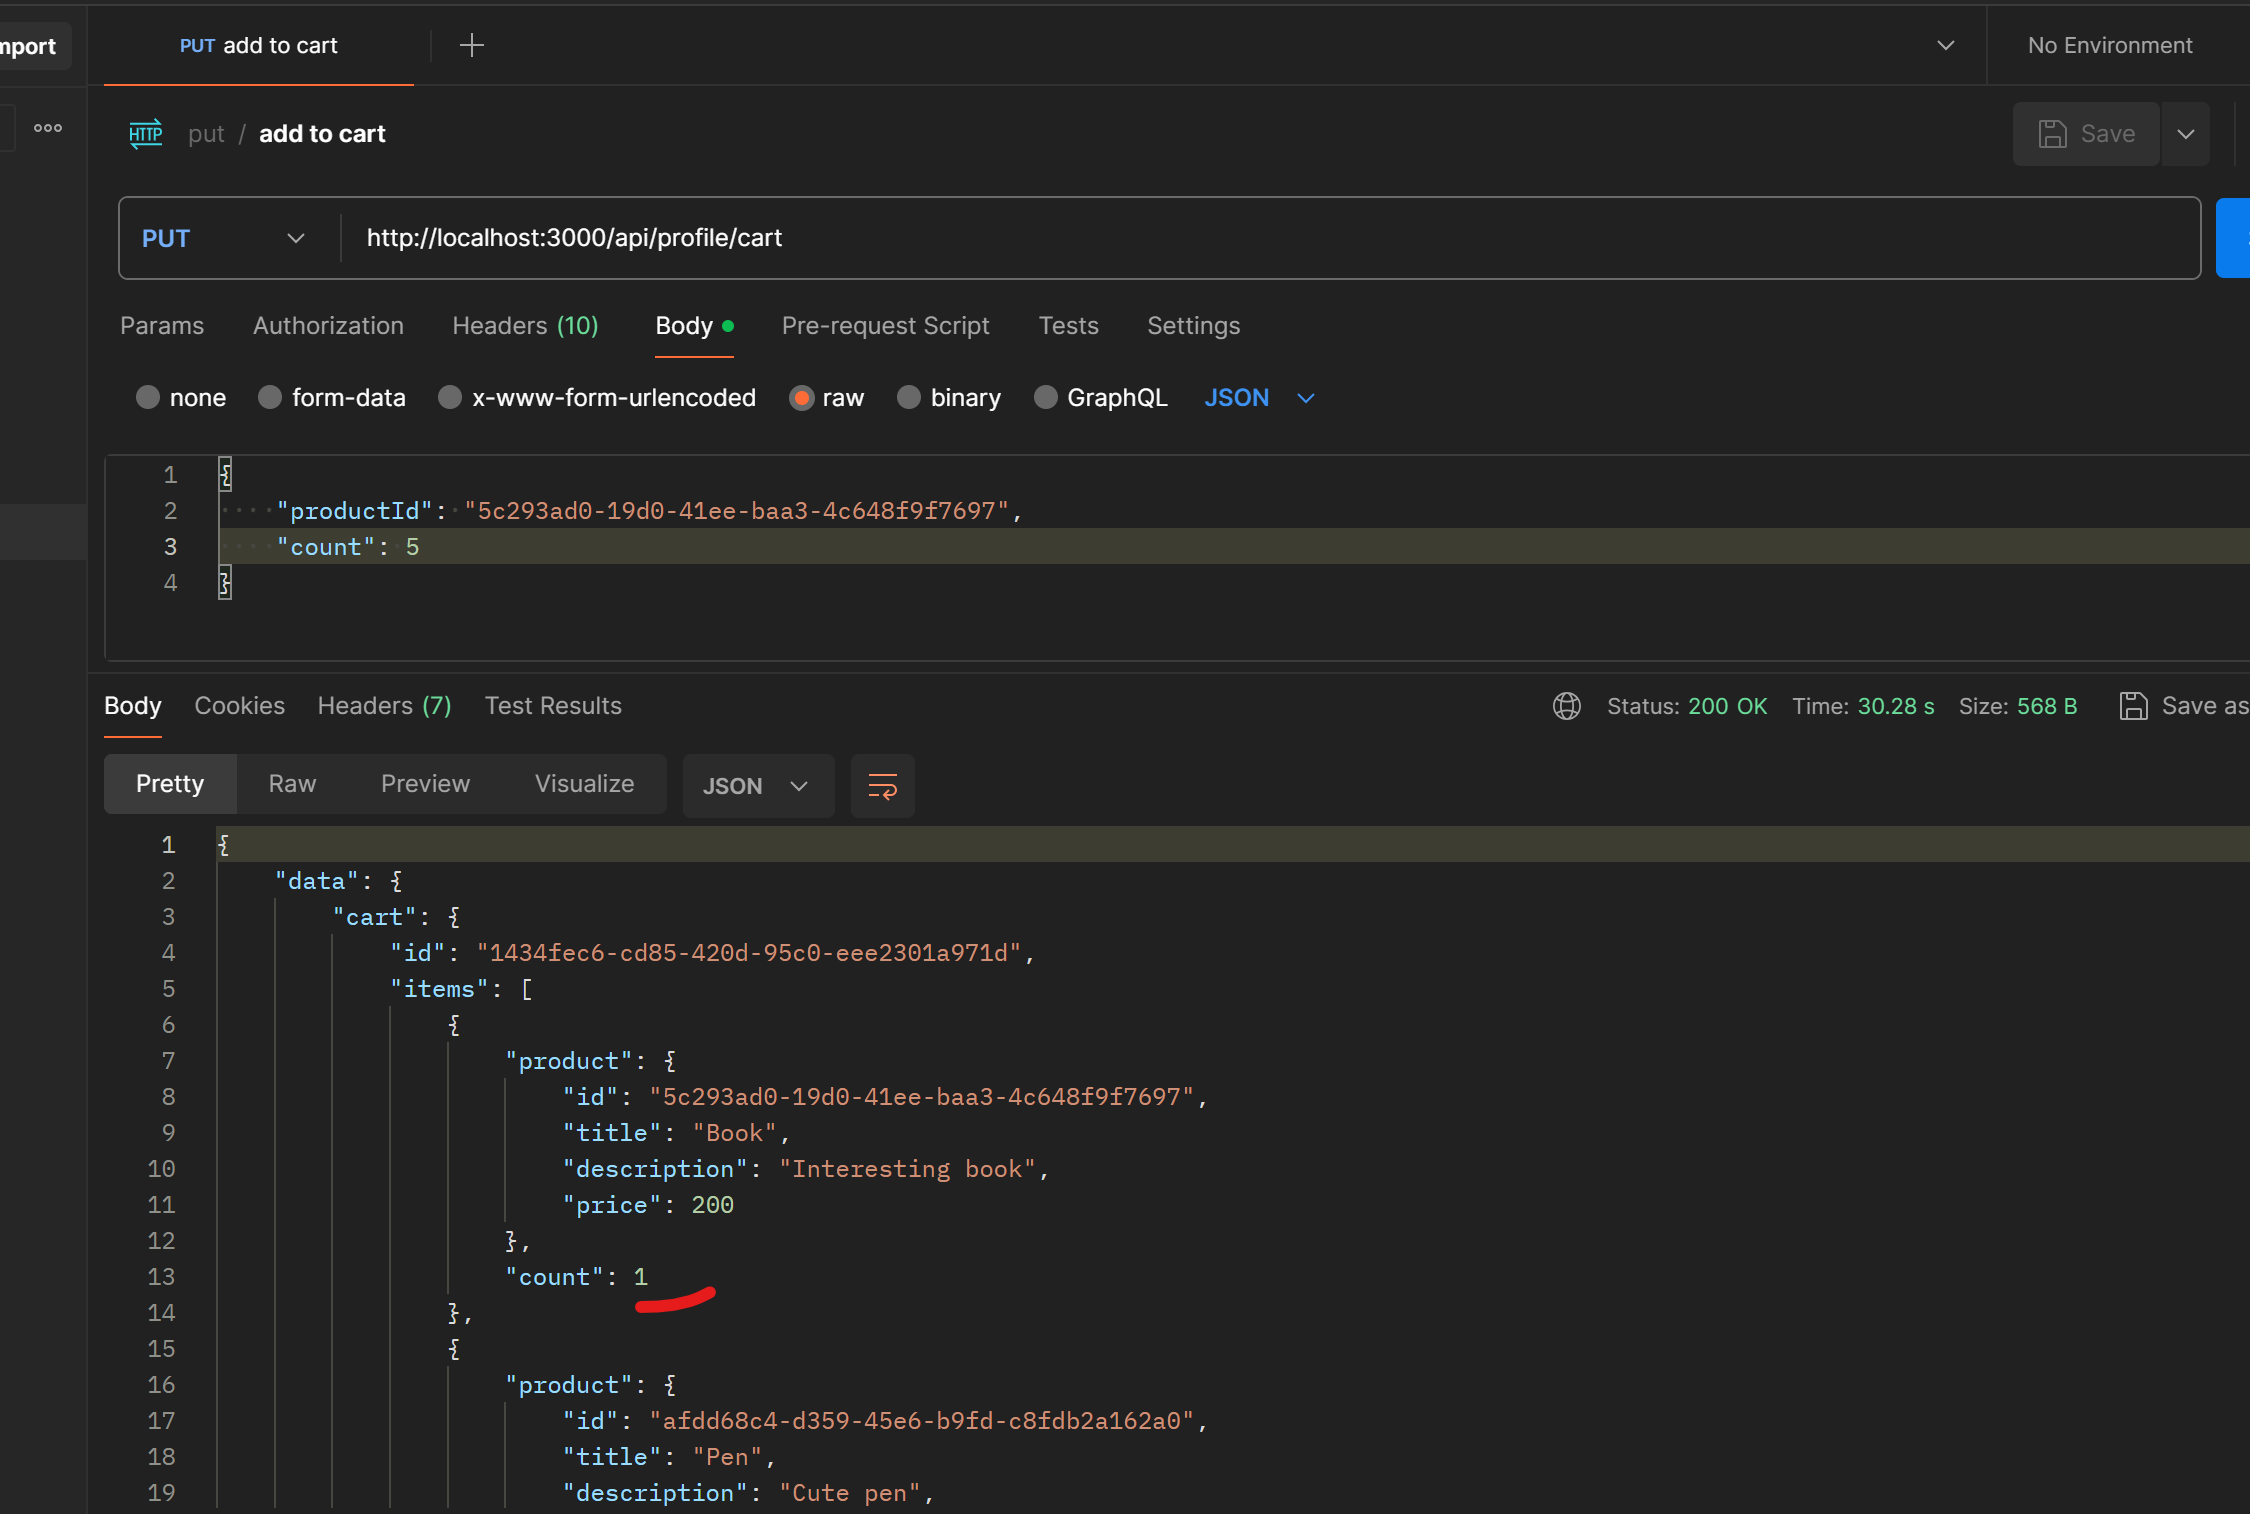 mport
PUT add to cart
No Environment
HTTP put / add to cart
Save
PUT http://localhost:3000/api/profile/cart
Params Authorization Headers (10) Body Pre-request Script Tests Settings
none form-data x-www-form-urlencoded raw binary GraphQL JSON
1 {
2 "productId": "5c293ad0-19d0-41ee-baa3-4c648f9f7697",
3 "count": 5
4 }
Body Cookies Headers (7) Test Results Status: 200 OK Time: 30.28 s Size: 568 B Save as
Pretty Raw Preview Visualize JSON
1 {
2 "data": {
3 "cart": {
4 "id": "1434fec6-cd85-420d-95c0-eee2301a971d",
5 "items": [
6 {
7 "product": {
8 "id": "5c293ad0-19d0-41ee-baa3-4c648f9f7697",
9 "title": "Book",
10 "description": "Interesting book",
11 "price": 200
12 },
13 "count": 1
14 },
15 {
16 "product": {
17 "id": "afdd68c4-d359-45e6-b9fd-c8fdb2a162a0",
18 "title": "Pen",
19 "description": "Cute pen",